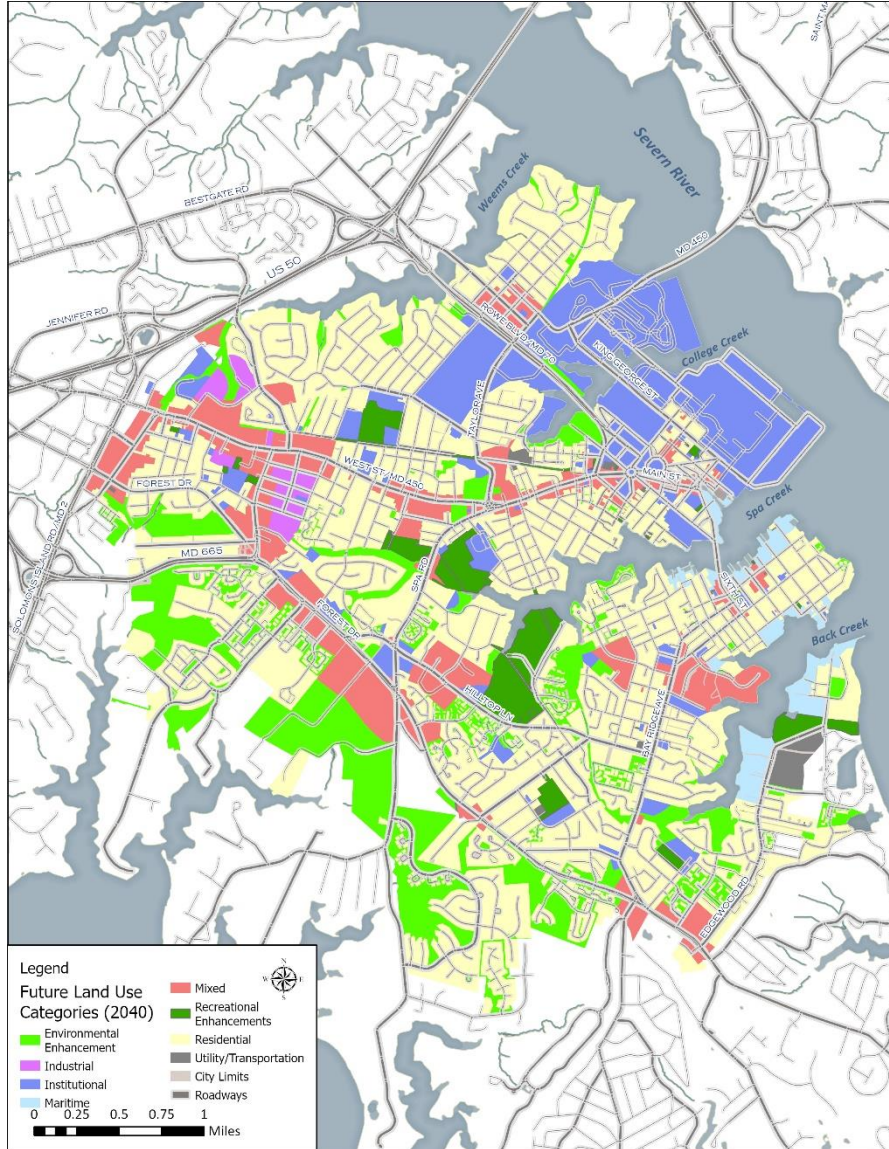 SAINT MA
Severn River
Weems Creek
BESTGATE RD
MD 450
US 50
JENNIFER RD
ROWE BLVD/MD 70
KING GEORGE ST
College Creek
TAYLOR AVE
WEST ST/MD 450
MAIN ST
FOREST DR
Spa Creek
MD 665
SOLOMONS ISLAND RD/MD 2
SPA RD
SIXTH ST
FOREST DR
Back Creek
HILLTOP LN
BAY RIDGE AVE
EDGEWOOD RD
Legend
Future Land Use
Categories (2040)
Environmental
Enhancement
Industrial
Institutional
Maritime
Mixed
Recreational
Enhancements
Residential
Utility/Transportation
City Limits
Roadways
N
W E
S
0 0.25 0.5 0.75 1
Miles